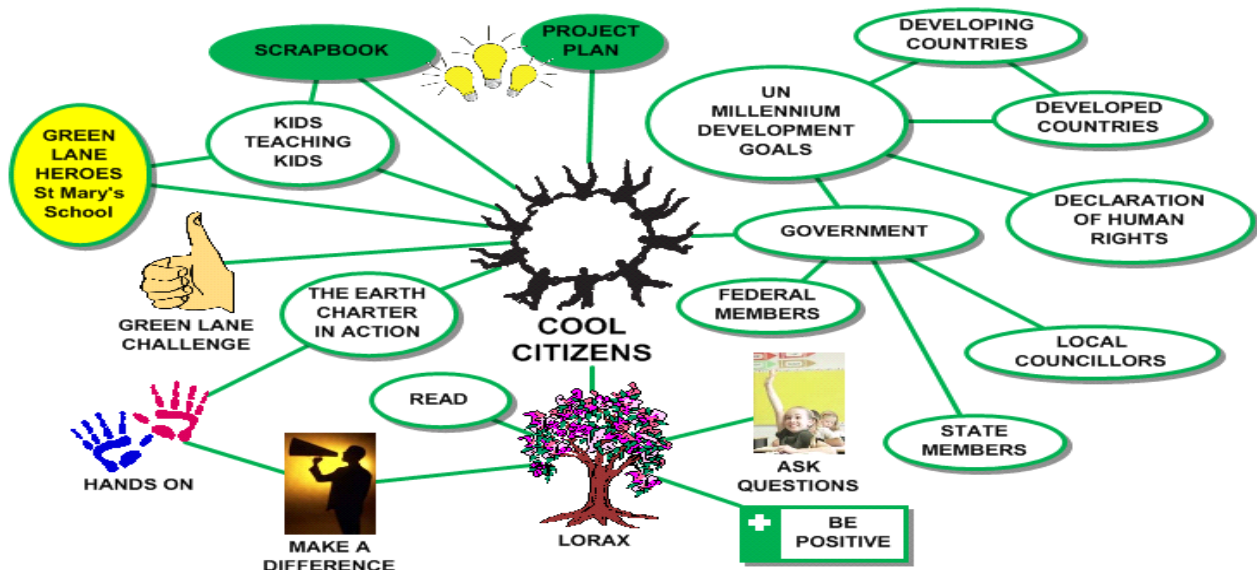 SCRAPBOOK
PROJECT
PLAN
DEVELOPING
COUNTRIES
UN
MILLENNIUM
DEVELOPMENT
GOALS
DEVELOPED
COUNTRIES
GREEN
LANE
HEROES
St Mary's
School
KIDS
TEACHING
KIDS
DECLARATION
OF HUMAN
RIGHTS
GOVERNMENT
THE EARTH
CHARTER
IN ACTION
FEDERAL
MEMBERS
GREEN LANE
CHALLENGE
COOL
CITIZENS
LOCAL
COUNCILLORS
READ
STATE
MEMBERS
ASK
QUESTIONS
HANDS ON
MAKE A
DIFFERENCE
LORAX
BE
POSITIVE